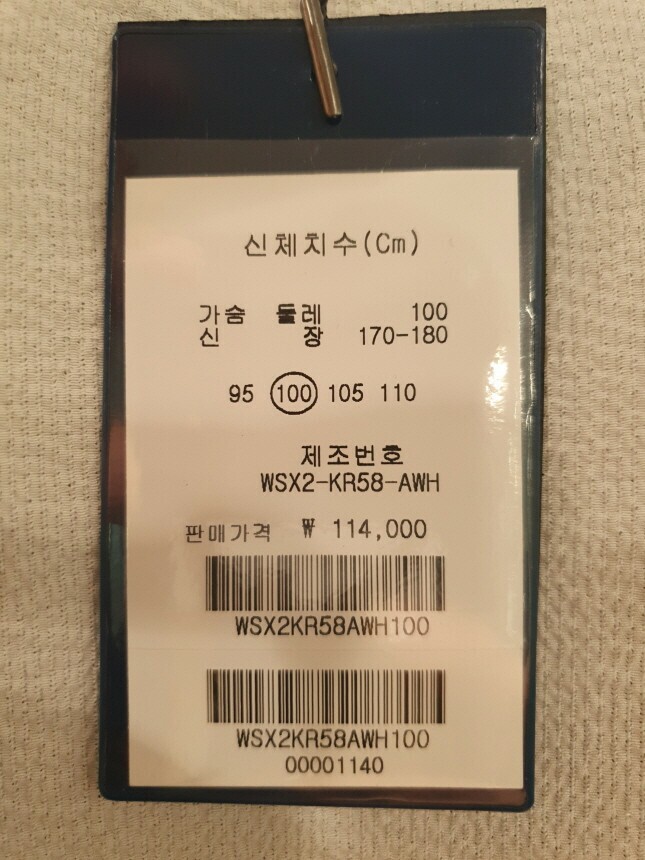 신체치수(Cm)
가슴 둘레 100
신 장 170-180
95 100 105 110
제조번호
WSX2-KR58-AWH
판매가격 ₩ 114,000
WSX2KR58AWH100
WSX2KR58AWH100
00001140